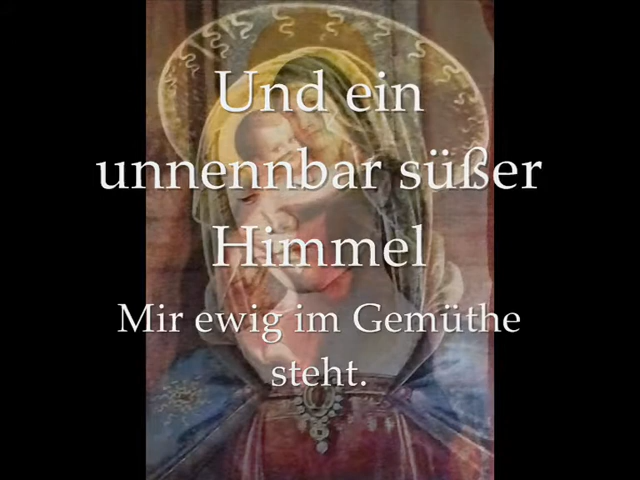 Und ein
unnennbar süßer
Himmel
Mir ewig im Gemüthe
steht.